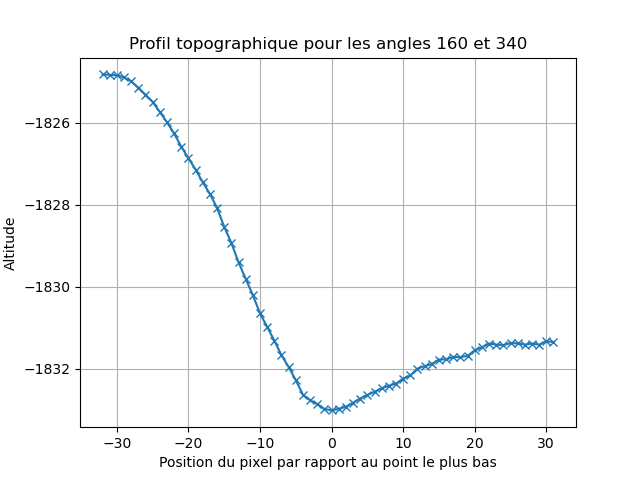 Profil topographique pour les angles 160 et 340
−1826
−1828
−1830
−1832
Altitude
−30 −20 −10 0 10 20 30
Position du pixel par rapport au point le plus bas